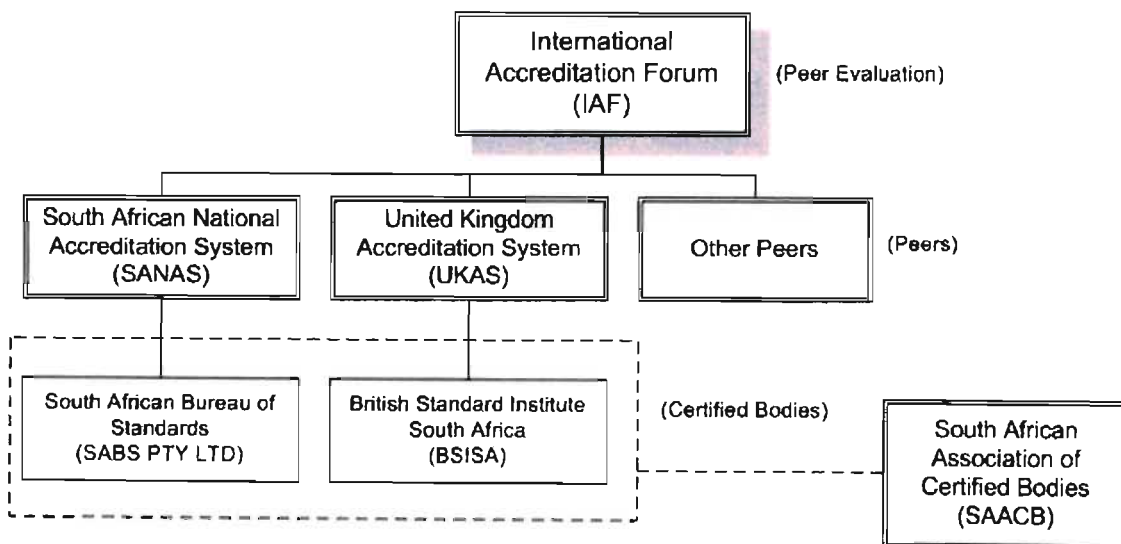 International
Accreditation Forum
(IAF)
(Peer Evaluation)
South African National
Accreditation System
(SANAS)
United Kingdom
Accreditation System
(UKAS)
Other Peers
(Peers)
South African Bureau of
Standards
(SABS PTY LTD)
British Standard Institute
South Africa
(BSISA)
(Certified Bodies)
South African
Association of
Certified Bodies
(SAACB)